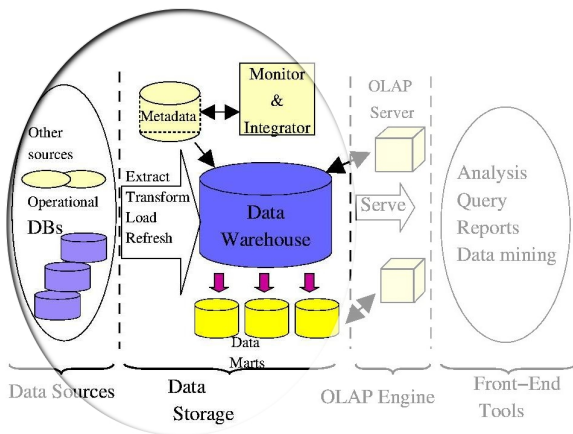 Monitor
&
Integrator
Metadata
OLAP
Server
Other
sources
Operational
DBs
Extract
Transform
Load
Refresh
Data
Warehouse
Serve
Analysis
Query
Reports
Data mining
Data
Marts
Data Sources
Data
Storage
OLAP Engine
Front-End
Tools